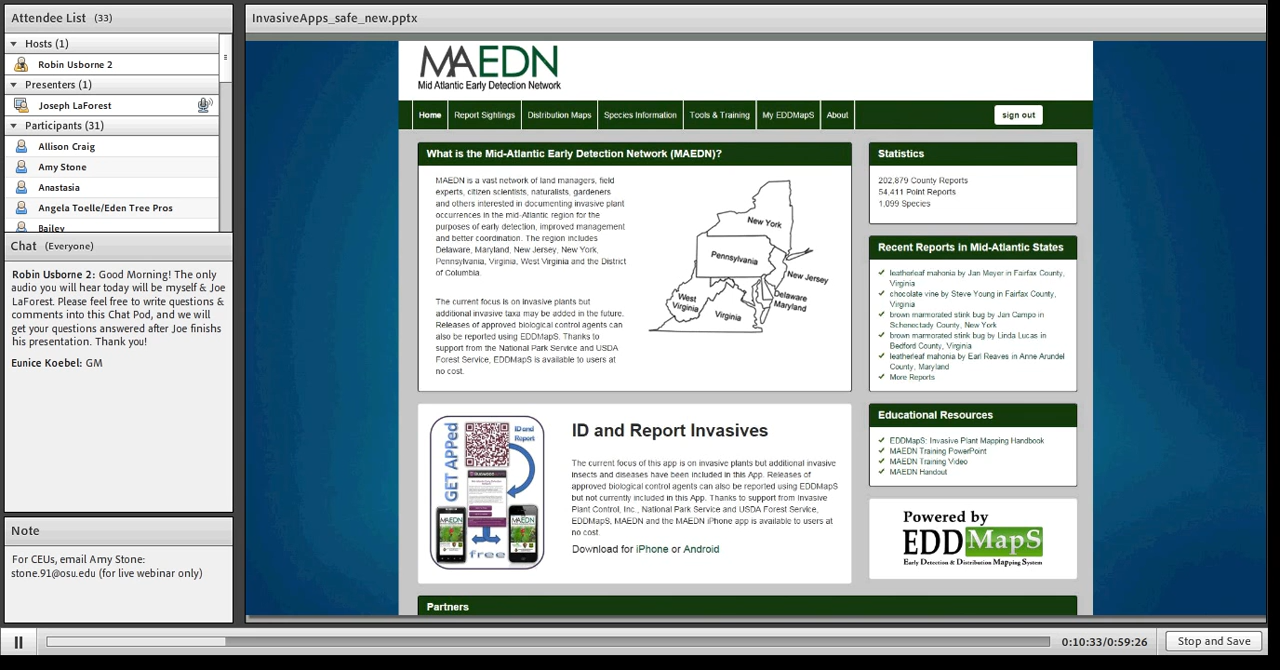 Attendee List (33)
Hosts (1)
Robin Usborne 2
Presenters (1)
Joseph LaForest
Participants (31)
Allison Craig
Amy Stone
Anastasia
Angela Toelle/Eden Tree Pros
Bailey
Chat (Everyone)
Robin Usborne 2: Good Morning! The only
audio you will hear today will be myself & Joe
LaForest. Please feel free to write questions &
comments into this Chat Pod, and we will
get your questions answered after Joe finishs
his presentation. Thank you!
Eunice Koebel: GM
Note
For CEUs, email Amy Stone:
stone.91@osu.edu (for live webinar only)
InvasiveApps_safe_new.pptx
MAEDN
Mid Atlantic Early Detection Network
Home Report Sightings Distribution Maps Species Information Tools & Training My EDDMapS About sign out
What is the Mid-Atlantic Early Detection Network (MAEDN)?
MAEDN is a vast network of land managers, field
experts, citizen scientists, naturalists, gardeners
and others interested in documenting invasive plant
occurrences in the mid-Atlantic region for the
purposes of early detection, improved management
and better coordination. The region includes
Delaware, Maryland, New Jersey, New York,
Pennsylvania, Virginia, West Virginia and the District
of Columbia.
The current focus is on invasive plants but
additional invasive taxa may be added in the future.
Releases of approved biological control agents can
also be reported using EDDMapS. Thanks to
support from the National Park Service and USDA
Forest Service, EDDMapS is available to users at
no cost.
New York
Pennsylvania
New Jersey
Delaware
Maryland
West
Virginia
Virginia
Statistics
202,879 County Reports
54,411 Point Reports
1,099 Species
Recent Reports in Mid-Atlantic States
leatherleaf mahonia by Jan Meyer in Fairfax County,
Virginia
chocolate vine by Steve Young in Fairfax County,
Virginia
brown marmorated stink bug by Jan Campo in
Schenectady County, New York
brown marmorated stink bug by Linda Lucas in
Bedford County, Virginia
leatherleaf mahonia by Earl Reaves in Anne Arundel
County, Maryland
More Reports
Educational Resources
EDDMapS: Invasive Plant Mapping Handbook
MAEDN Training PowerPoint
MAEDN Training Video
MAEDN Handout
GET APPed
ID and
Report
MAEDN
MAEDN
free
ID and Report Invasives
The current focus of this app is on invasive plants but additional invasive
insects and diseases have been included in this App. Releases of
approved biological control agents can also be reported using EDDMapS
but not currently included in this App. Thanks to support from Invasive
Plant Control, Inc., National Park Service and USDA Forest Service,
EDDMapS, MAEDN and the MAEDN iPhone app is available to users at
no cost.
Download for iPhone or Android
Powered by
EDDMapS
Early Detection & Distribution Mapping System
Partners
0:10:33/0:59:26
Stop and Save